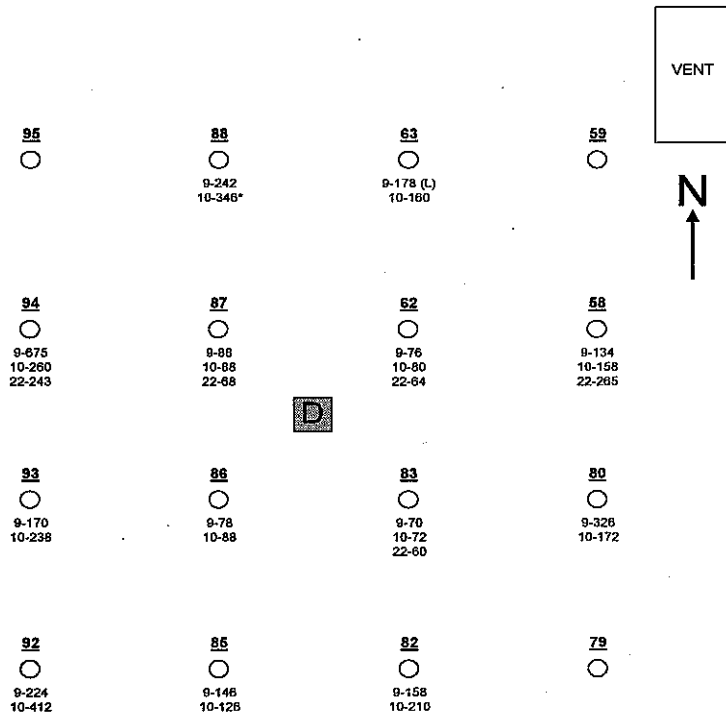 VENT
95 88 63 59
9-242 9-178 (L)
10-346* 10-160
N
94 87 62 58
9-675 9-88 9-76 9-134
10-260 10-88 10-80 10-158
22-243 22-68 22-64 22-265
D
93 86 83 80
9-170 9-78 9-70 9-326
10-238 10-88 10-72 10-172
22-60
92 85 82 79
9-224 9-146 9-158
10-412 10-126 10-210